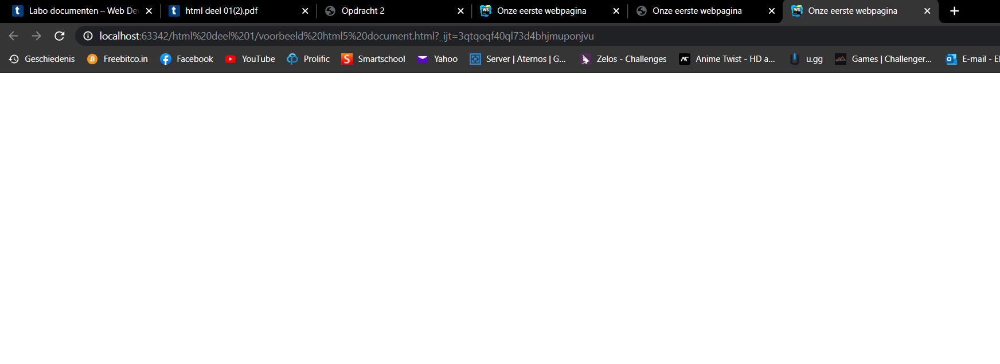 Labo documenten – Web De
html deel 01(2).pdf
Opdracht 2
Onze eerste webpagina
Onze eerste webpagina
Onze eerste webpagina
localhost:63342/html%20deel%201/voorbeeld%20html5%20document.html?_ijt=3qtqoqf40ql73d4bhjmuponjvu
Geschiedenis
Freebitco.in
Facebook
YouTube
Prolific
Smartschool
Yahoo
Server | Aternos | G...
Zelos - Challenges
Anime Twist - HD a...
u.gg
Games | Challenger...
E-mail - El